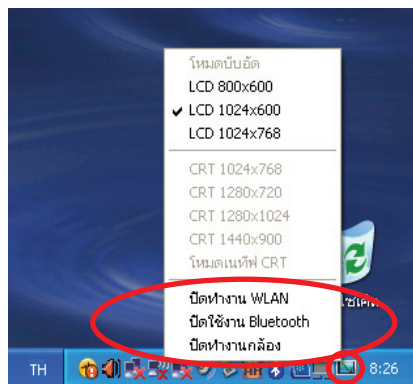 โหมดบีบอัด
LCD 800x600
LCD 1024x600
LCD 1024x768
CRT 1024x768
CRT 1280x720
CRT 1280x1024
CRT 1440x900
โหมดเนทีฟ CRT
ปิดทำงาน WLAN
ปิดใช้งาน Bluetooth
ปิดทำงานกล้อง
TH 8:26